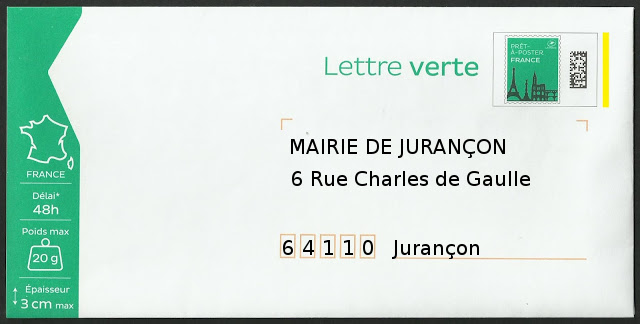 Lettre verte
PRÊT-
À-POSTER
FRANCE
MAIRIE DE JURANÇON
6 Rue Charles de Gaulle
64110 Jurançon
FRANCE
Délai*
48h
Poids max
20 g
Épaisseur
3 cm max